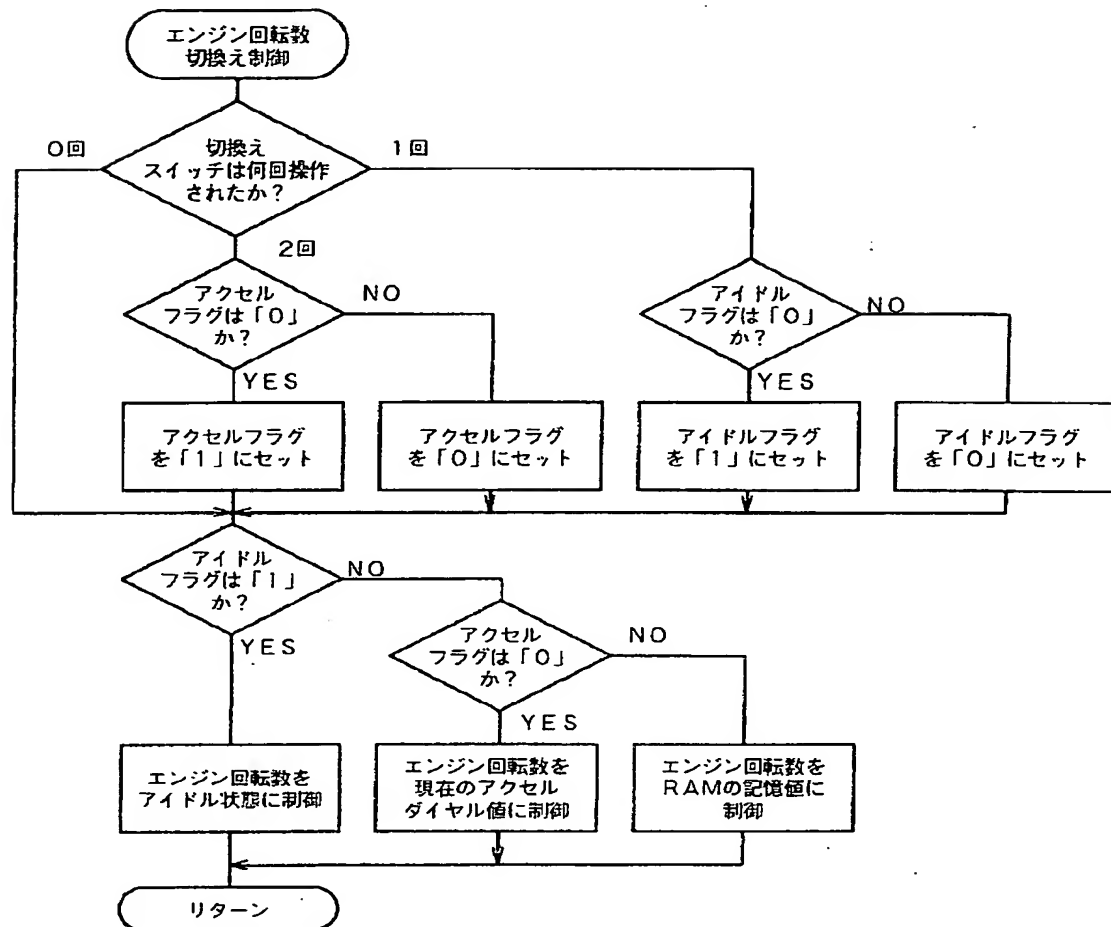 エンジン回転数
切換え制御
0回
切換え
スイッチは何回操作
されたか？
1回
2回
アクセル
フラグは「0」
か？
NO
アイドル
フラグは「0」
か？
NO
YES
YES
アクセルフラグ
を「1」にセット
アクセルフラグ
を「0」にセット
アイドルフラグ
を「1」にセット
アイドルフラグ
を「0」にセット
アイドル
フラグは「1」
か？
NO
YES
アクセル
フラグは「0」
か？
NO
YES
エンジン回転数を
アイドル状態に制御
エンジン回転数を
現在のアクセル
ダイヤル値に制御
エンジン回転数を
RAMの記憶値に
制御
リターン